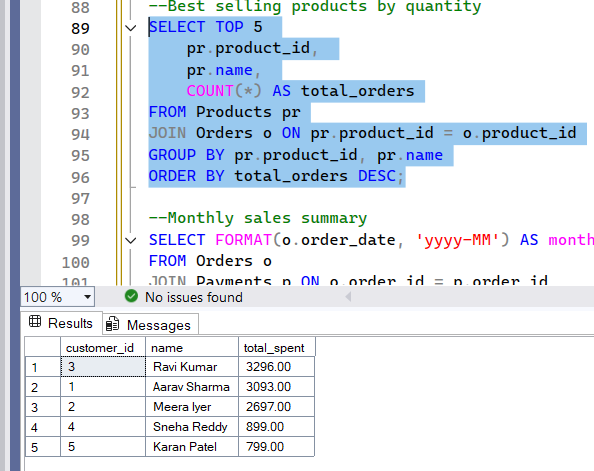 88 --Best selling products by quantity
89 SELECT TOP 5
90 pr.product_id,
91 pr.name,
92 COUNT(*) AS total_orders
93 FROM Products pr
94 JOIN Orders o ON pr.product_id = o.product_id
95 GROUP BY pr.product_id, pr.name
96 ORDER BY total_orders DESC;
97
98 --Monthly sales summary
99 SELECT FORMAT(o.order_date, 'yyyy-MM') AS month
100 FROM Orders o
101 JOIN Payments p ON o.order_id = p.order_id
100 % No issues found
Results Messages
customer_id name total_spent
1 3 Ravi Kumar 3296.00
2 1 Aarav Sharma 3093.00
3 2 Meera Iyer 2697.00
4 4 Sneha Reddy 899.00
5 5 Karan Patel 799.00